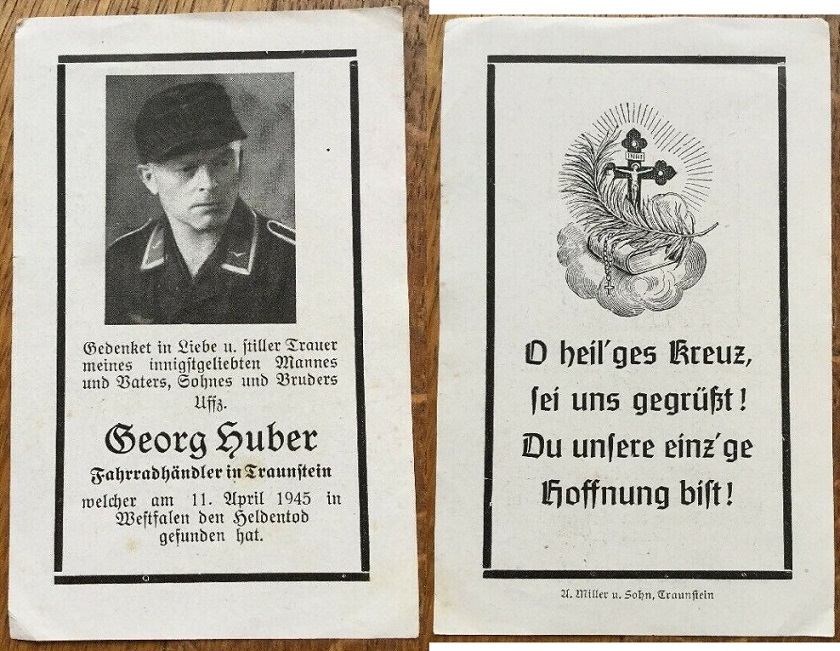 Gedenket in Liebe u. stiller Trauer
meines innigstgeliebten Mannes
und Vaters, Sohnes und Bruders
Uffz.
Georg Huber
Fahrradhändler in Traunstein
welcher am 11. April 1945 in
Westfalen den Heldentod
gefunden hat.
O heil'ges Kreuz,
sei uns gegrüßt!
Du unsere einz'ge
Hoffnung bist!
A. Miller u. Sohn, Traunstein